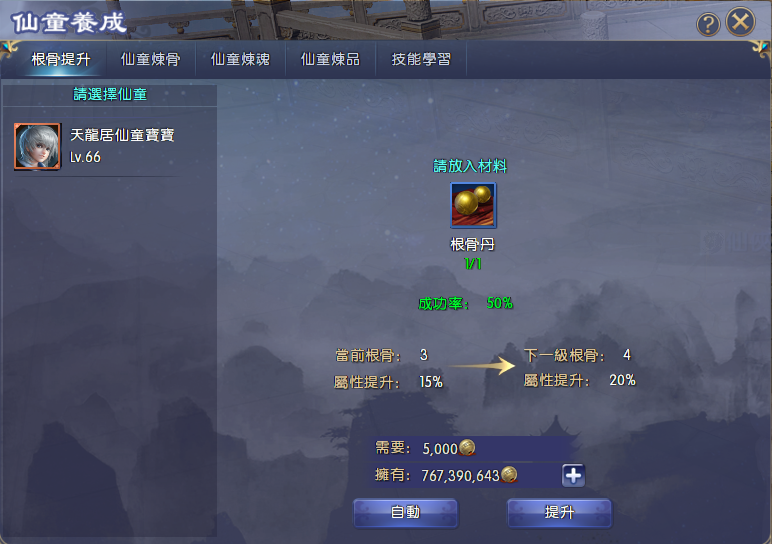 仙童養成
?
根骨提升 仙童煉骨 仙童煉魂 仙童煉品 技能學習
請選擇仙童
天龍居仙童寶寶
Lv.66
請放入材料
根骨丹
1/1
成功率: 50%
當前根骨: 3
下一級根骨: 4
屬性提升: 15%
屬性提升: 20%
需要: 5,000
擁有: 767,390,643
自動 提升